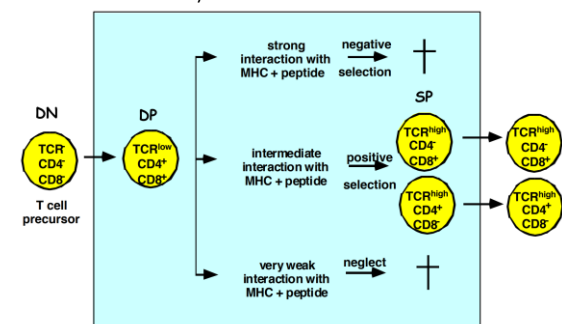 strong
interaction with
MHC + peptide
negative
selection
DN
TCR-
CD4-
CD8-
T cell
precursor
DP
TCRlow
CD4+
CD8+
intermediate
interaction with
MHC + peptide
positive
selection
SP
TCRhigh
CD4-
CD8+
TCRhigh
CD4-
CD8+
TCRhigh
CD4+
CD8-
TCRhigh
CD4+
CD8-
very weak
interaction with
MHC + peptide
neglect